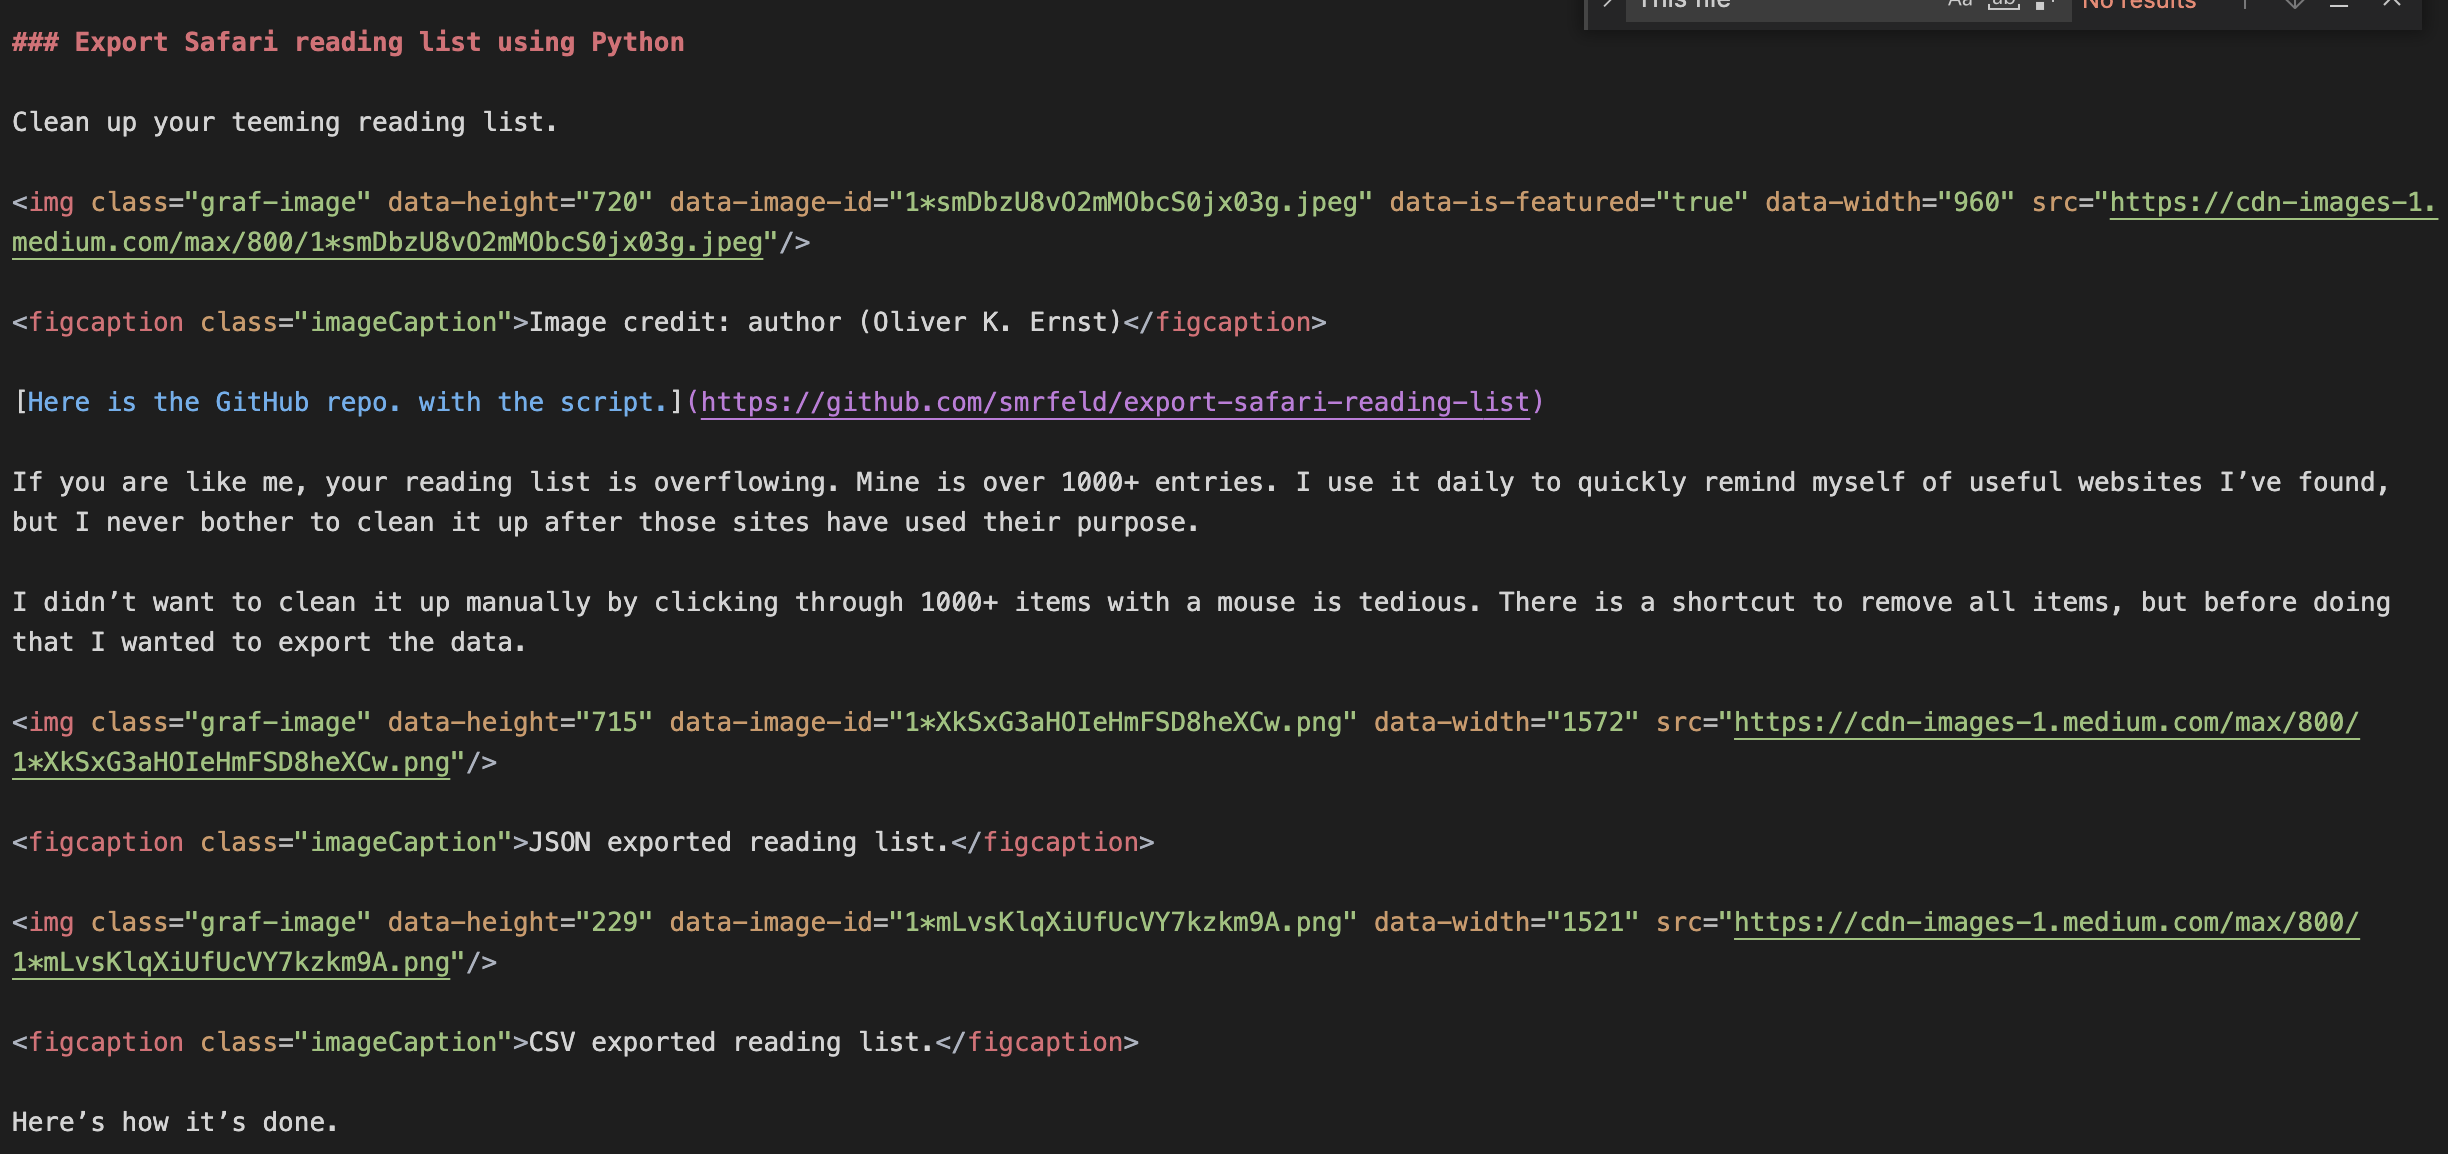 This file Aa ab No results
### Export Safari reading list using Python
Clean up your teeming reading list.
<img class="graf-image" data-height="720" data-image-id="1*smDbzU8vO2mMObcS0jx03g.jpeg" data-is-featured="true" data-width="960" src="https://cdn-images-1.
medium.com/max/800/1*smDbzU8vO2mMObcS0jx03g.jpeg"/>
<figcaption class="imageCaption">Image credit: author (Oliver K. Ernst)</figcaption>
[Here is the GitHub repo. with the script.](https://github.com/smrfeld/export-safari-reading-list)
If you are like me, your reading list is overflowing. Mine is over 1000+ entries. I use it daily to quickly remind myself of useful websites I’ve found,
but I never bother to clean it up after those sites have used their purpose.
I didn’t want to clean it up manually by clicking through 1000+ items with a mouse is tedious. There is a shortcut to remove all items, but before doing
that I wanted to export the data.
<img class="graf-image" data-height="715" data-image-id="1*XkSxG3aHOIeHmFSD8heXCw.png" data-width="1572" src="https://cdn-images-1.medium.com/max/800/
1*XkSxG3aHOIeHmFSD8heXCw.png"/>
<figcaption class="imageCaption">JSON exported reading list.</figcaption>
<img class="graf-image" data-height="229" data-image-id="1*mLvsKlqXiUfUcVY7kzkm9A.png" data-width="1521" src="https://cdn-images-1.medium.com/max/800/
1*mLvsKlqXiUfUcVY7kzkm9A.png"/>
<figcaption class="imageCaption">CSV exported reading list.</figcaption>
Here’s how it’s done.